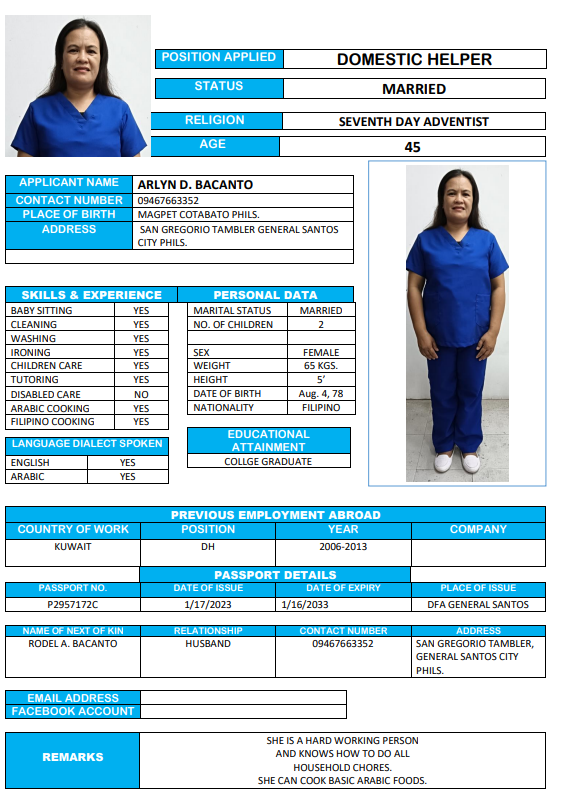 POSITION APPLIED DOMESTIC HELPER
STATUS MARRIED
RELIGION SEVENTH DAY ADVENTIST
AGE 45
APPLICANT NAME ARLYN D. BACANTO
CONTACT NUMBER 09467663352
PLACE OF BIRTH MAGPET COTABATO PHILS.
ADDRESS SAN GREGORIO TAMBLER GENERAL SANTOS
CITY PHILS.
SKILLS & EXPERIENCE PERSONAL DATA
BABY SITTING YES MARITAL STATUS MARRIED
CLEANING YES NO. OF CHILDREN 2
WASHING YES
IRONING YES SEX FEMALE
CHILDREN CARE YES WEIGHT 65 KGS.
TUTORING YES HEIGHT 5'
DISABLED CARE NO DATE OF BIRTH Aug. 4, 78
ARABIC COOKING YES NATIONALITY FILIPINO
FILIPINO COOKING YES
EDUCATIONAL
ATTAINMENT
COLLGE GRADUATE
LANGUAGE DIALECT SPOKEN
ENGLISH YES
ARABIC YES
PREVIOUS EMPLOYMENT ABROAD
COUNTRY OF WORK POSITION YEAR COMPANY
KUWAIT DH 2006-2013
PASSPORT DETAILS
PASSPORT NO. DATE OF ISSUE DATE OF EXPIRY PLACE OF ISSUE
P2957172C 1/17/2023 1/16/2033 DFA GENERAL SANTOS
NAME OF NEXT OF KIN RELATIONSHIP CONTACT NUMBER ADDRESS
RODEL A. BACANTO HUSBAND 09467663352 SAN GREGORIO TAMBLER,
GENERAL SANTOS CITY
PHILS.
EMAIL ADDRESS
FACEBOOK ACCOUNT
REMARKS
SHE IS A HARD WORKING PERSON
AND KNOWS HOW TO DO ALL
HOUSEHOLD CHORES.
SHE CAN COOK BASIC ARABIC FOODS.